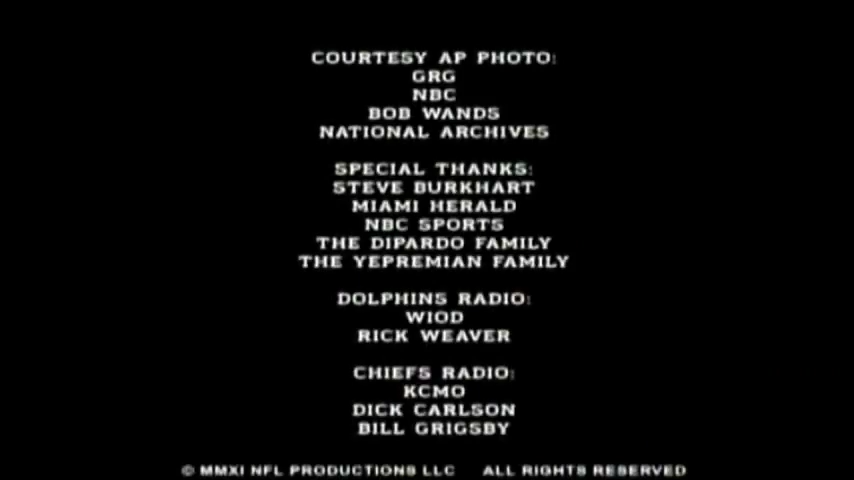 COURTESY AP PHOTO:
GRG
NBC
BOB WANDS
NATIONAL ARCHIVES
SPECIAL THANKS:
STEVE BURKHART
MIAMI HERALD
NBC SPORTS
THE DIPARDO FAMILY
THE YEPREMIAN FAMILY
DOLPHINS RADIO:
WIOD
RICK WEAVER
CHIEFS RADIO:
KCMO
DICK CARLSON
BILL GRIGSBY
© MMXI NFL PRODUCTIONS LLC ALL RIGHTS RESERVED